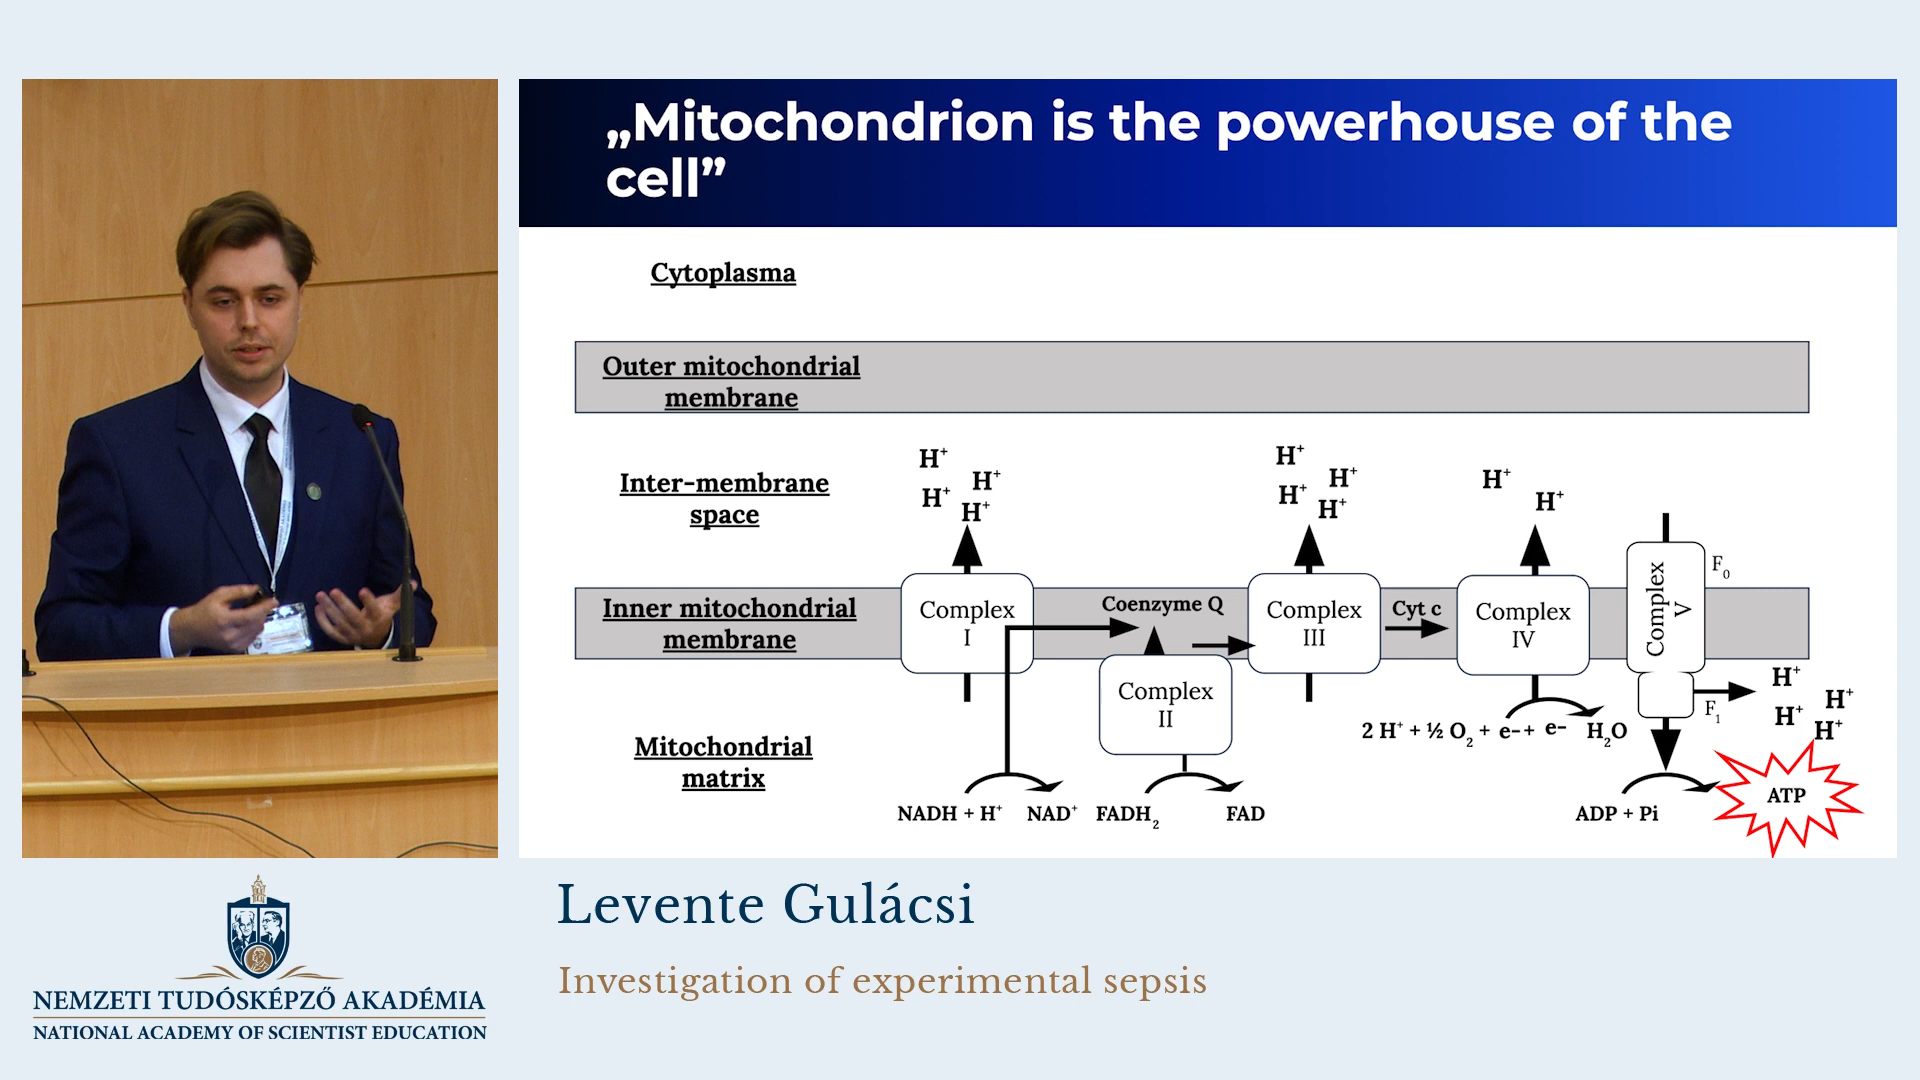 „Mitochondrion is the powerhouse of the
cell”
Cytoplasma
Outer mitochondrial
membrane
Inter-membrane
space
H⁺
H⁺
H⁺
H⁺
H⁺
H⁺
H⁺
H⁺
H⁺
H⁺
Inner mitochondrial
membrane
Complex
I
Coenzyme Q
Complex
II
Complex
III
Cyt c
Complex
IV
Complex
V
F₀
F₁
H⁺
H⁺
H⁺
H⁺
Mitochondrial
matrix
2 H⁺ + ½ O₂ + e-+ e- H₂O
NADH + H⁺ NAD⁺ FADH₂ FAD
ADP + Pi
ATP
Levente Gulácsi
Investigation of experimental sepsis
NEMZETI TUDÓSKÉPZŐ AKADÉMIA
NATIONAL ACADEMY OF SCIENTIST EDUCATION